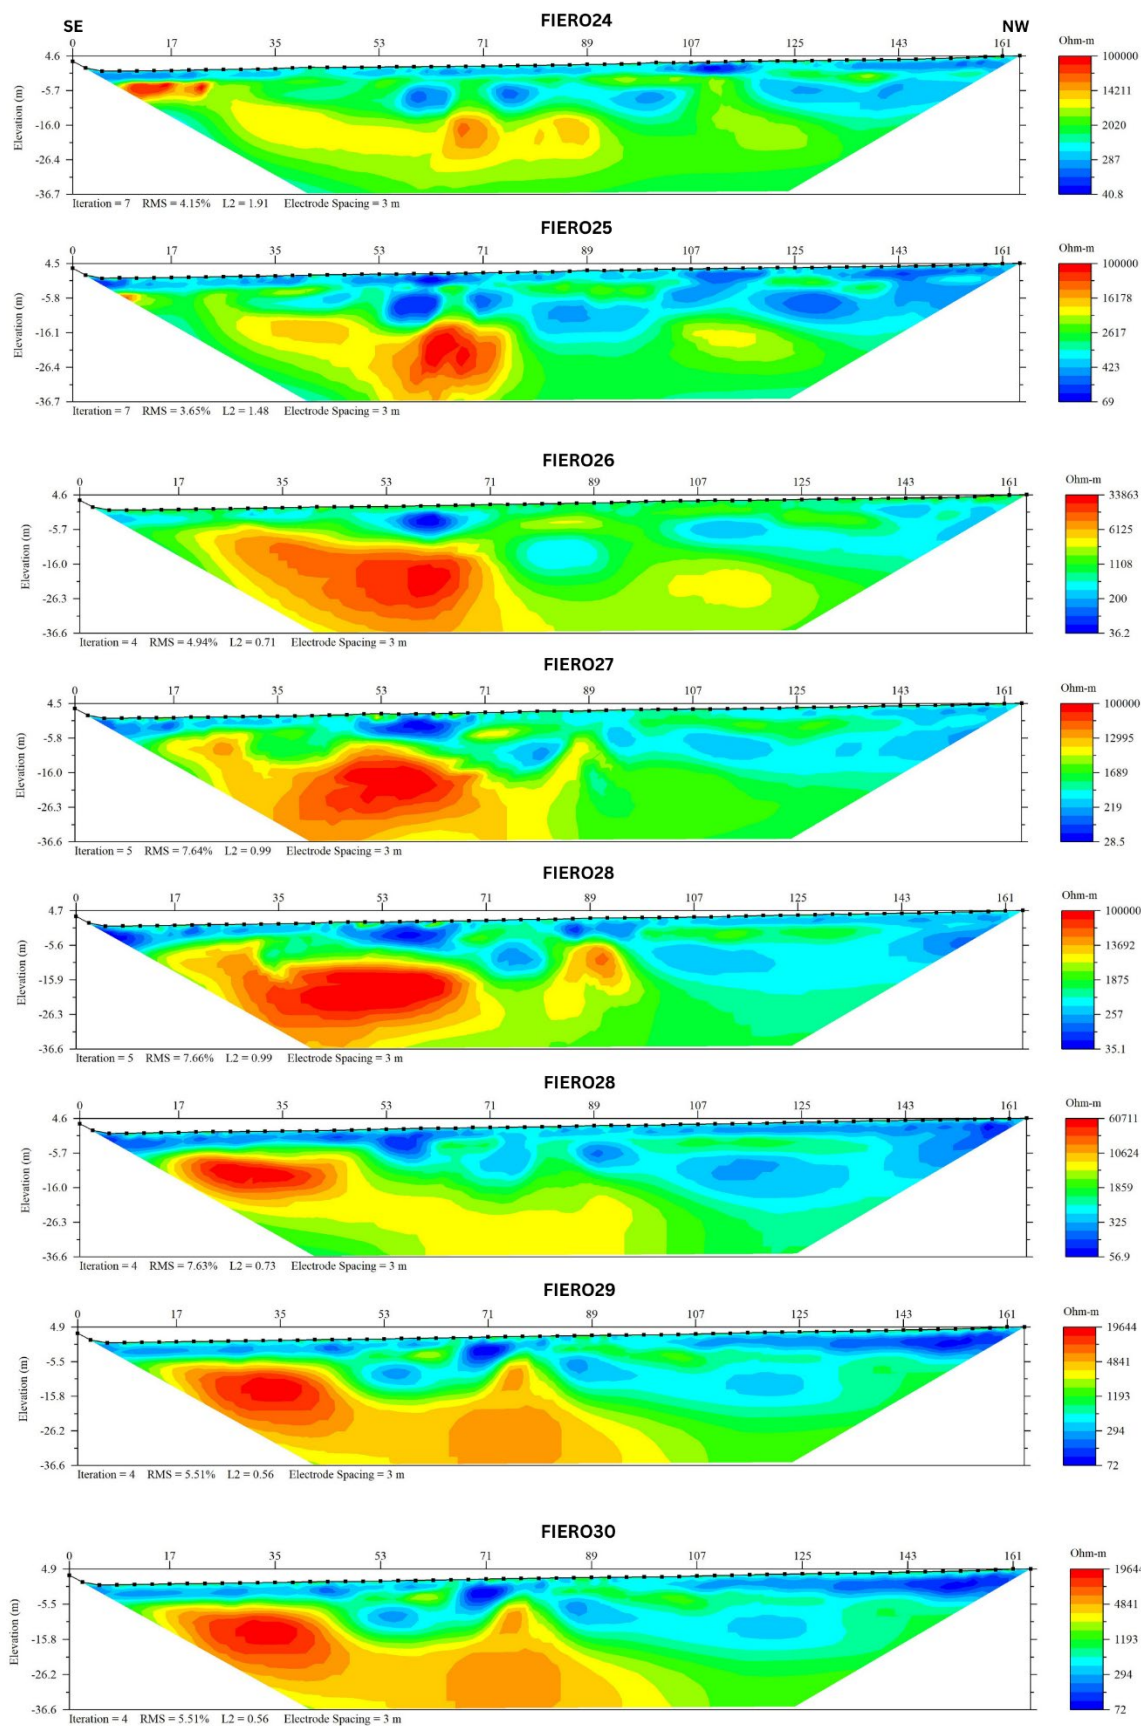 FIERO24
SE NW
0 17 35 53 71 89 107 125 143 161
Ohm-m
Elevation (m)
4.6
-5.7
-16.0
-26.4
-36.7
100000
14211
2020
287
40.8
Iteration = 7 RMS = 4.15% L2 = 1.91 Electrode Spacing = 3 m
FIERO25
0 17 35 53 71 89 107 125 143 161
Ohm-m
Elevation (m)
4.5
-5.8
-16.1
-26.4
-36.7
100000
16178
2617
423
69
Iteration = 7 RMS = 3.65% L2 = 1.48 Electrode Spacing = 3 m
FIERO26
0 17 35 53 71 89 107 125 143 161
Ohm-m
Elevation (m)
4.6
-5.7
-16.0
-26.3
-36.6
33863
6125
1108
200
36.2
Iteration = 4 RMS = 4.94% L2 = 0.71 Electrode Spacing = 3 m
FIERO27
0 17 35 53 71 89 107 125 143 161
Ohm-m
Elevation (m)
4.5
-5.8
-16.0
-26.3
-36.6
100000
12995
1689
219
28.5
Iteration = 5 RMS = 7.64% L2 = 0.99 Electrode Spacing = 3 m
FIERO28
0 17 35 53 71 89 107 125 143 161
Ohm-m
Elevation (m)
4.7
-5.6
-15.9
-26.3
-36.6
100000
13692
1875
257
35.1
Iteration = 5 RMS = 7.66% L2 = 0.99 Electrode Spacing = 3 m
FIERO28
0 17 35 53 71 89 107 125 143 161
Ohm-m
Elevation (m)
4.6
-5.7
-16.0
-26.3
-36.6
60711
10624
1859
325
56.9
Iteration = 4 RMS = 7.63% L2 = 0.73 Electrode Spacing = 3 m
FIERO29
0 17 35 53 71 89 107 125 143 161
Ohm-m
Elevation (m)
4.9
-5.5
-15.8
-26.2
-36.6
19644
4841
1193
294
72
Iteration = 4 RMS = 5.51% L2 = 0.56 Electrode Spacing = 3 m
FIERO30
0 17 35 53 71 89 107 125 143 161
Ohm-m
Elevation (m)
4.9
-5.5
-15.8
-26.2
-36.6
19644
4841
1193
294
72
Iteration = 4 RMS = 5.51% L2 = 0.56 Electrode Spacing = 3 m